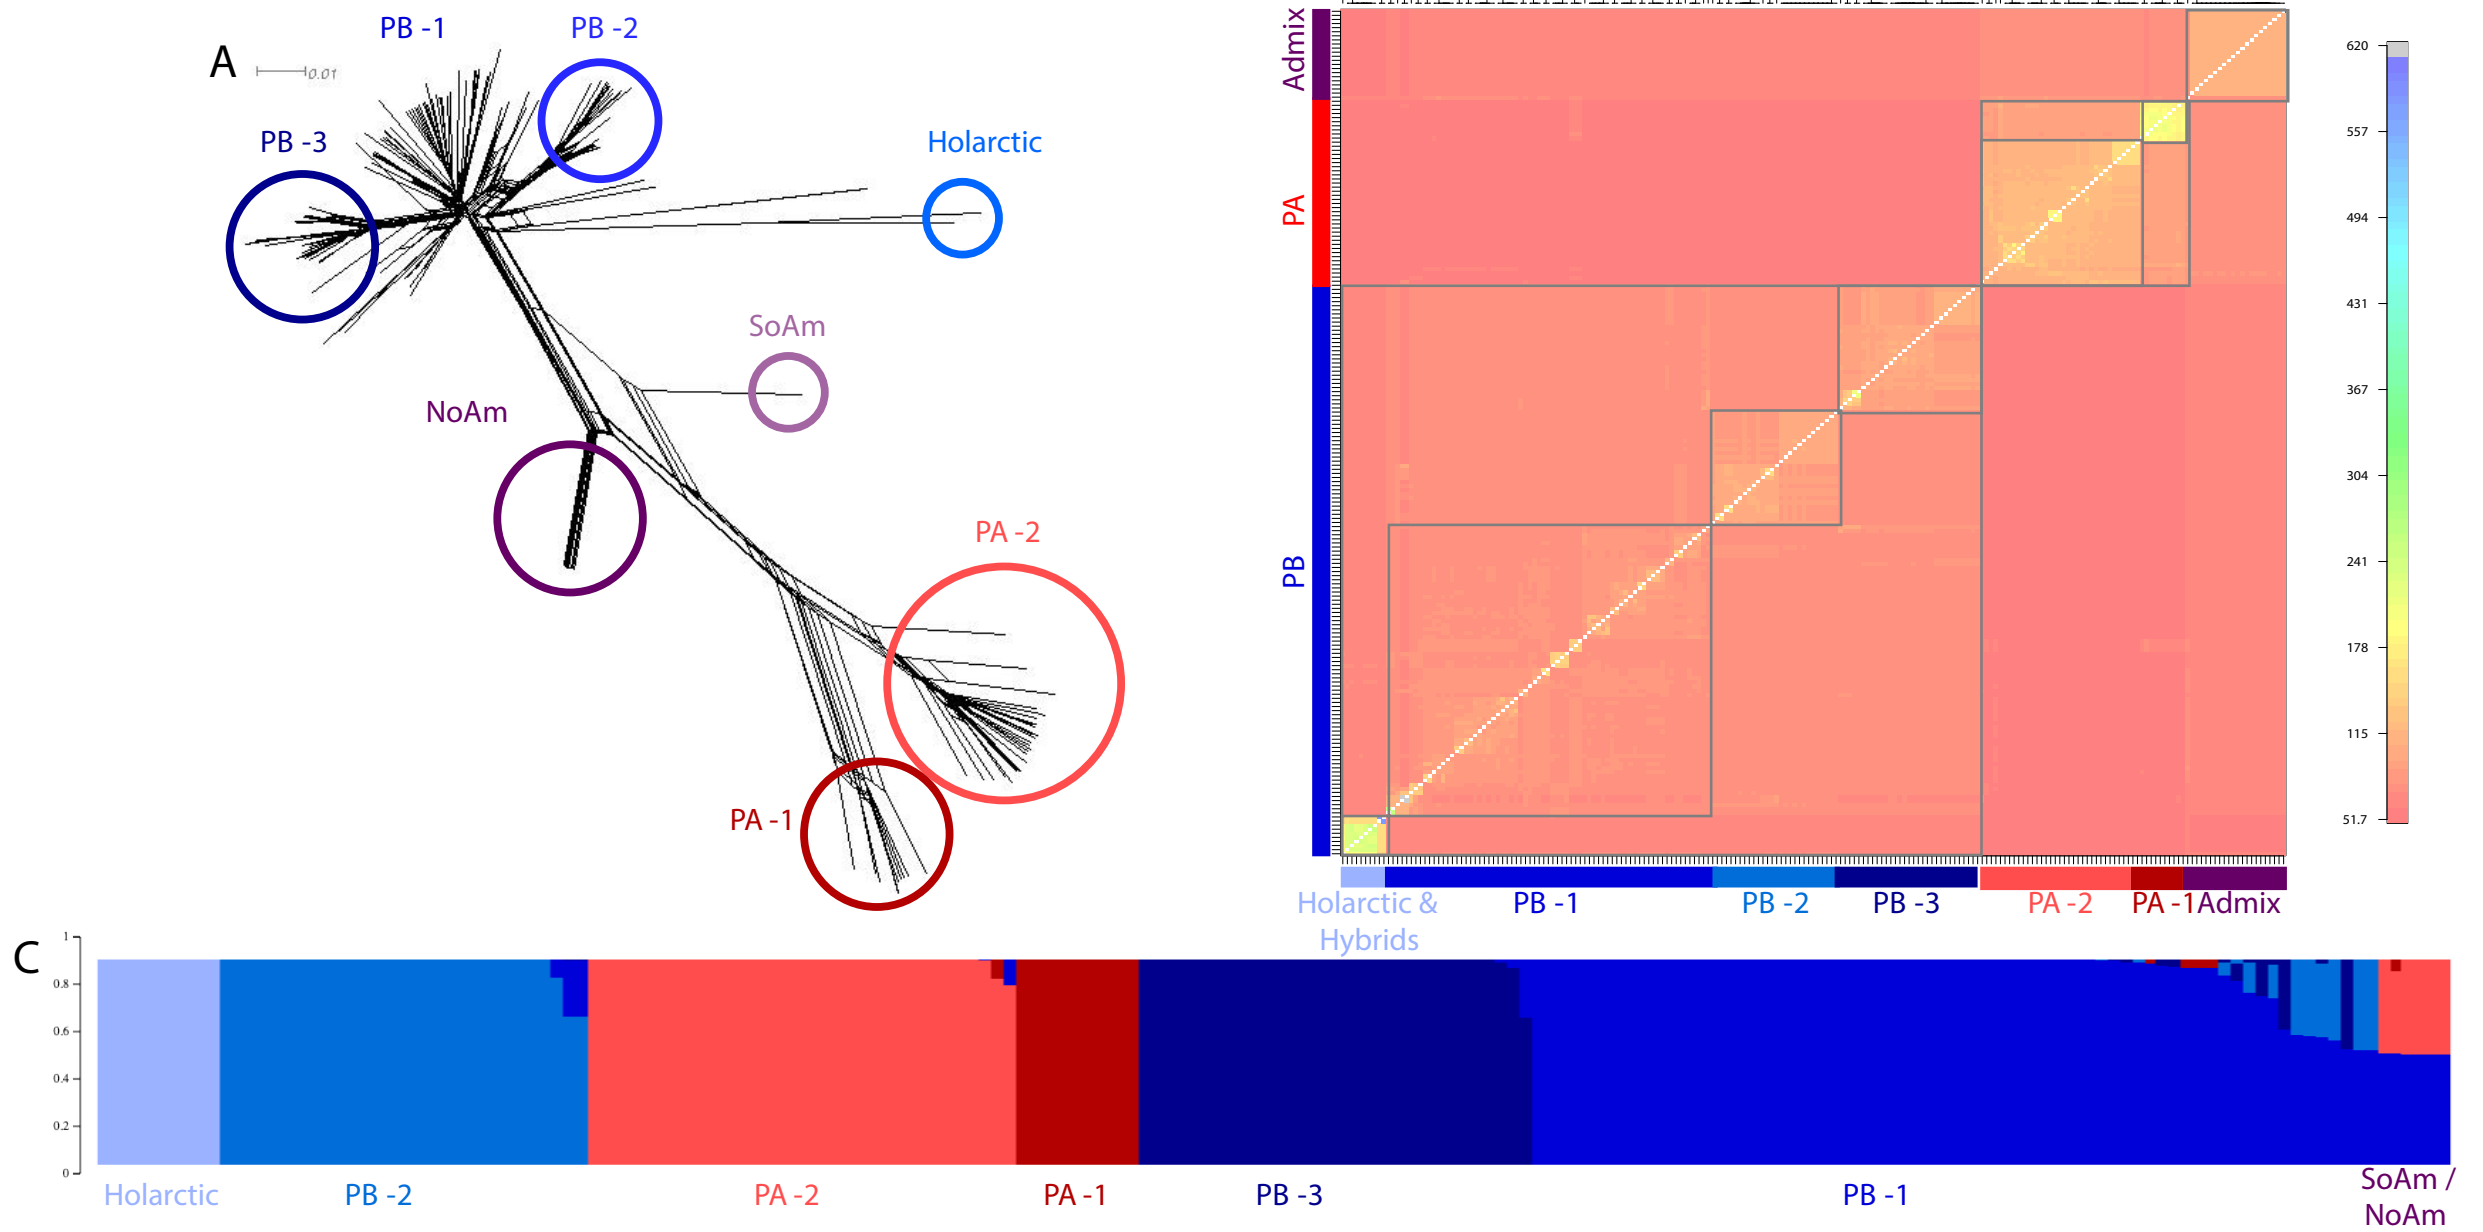 A
0.01
PB -1
PB -2
PB -3
Holarctic
SoAm
NoAm
PA -2
PA -1
Admix
PA
PB
620
557
494
431
367
304
241
178
115
51.7
Holarctic &
Hybrids
PB -1
PB -2
PB -3
PA -2
PA -1
Admix
C
1
0.8
0.6
0.4
0.2
0
Holarctic
PB -2
PA -2
PA -1
PB -3
PB -1
SoAm /
NoAm